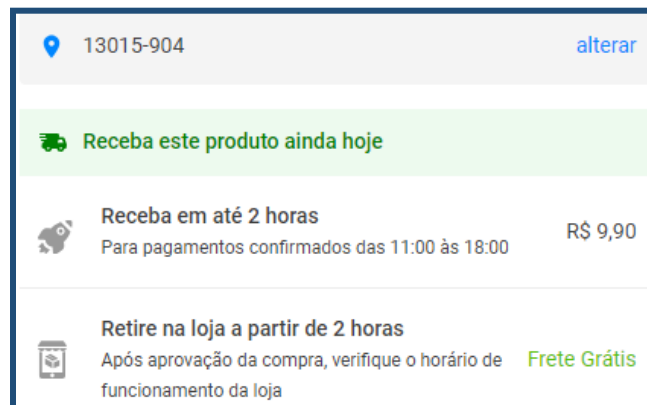 13015-904 alterar
Receba este produto ainda hoje
Receba em até 2 horas
Para pagamentos confirmados das 11:00 às 18:00
R$ 9,90
Retire na loja a partir de 2 horas
Após aprovação da compra, verifique o horário de
funcionamento da loja
Frete Grátis